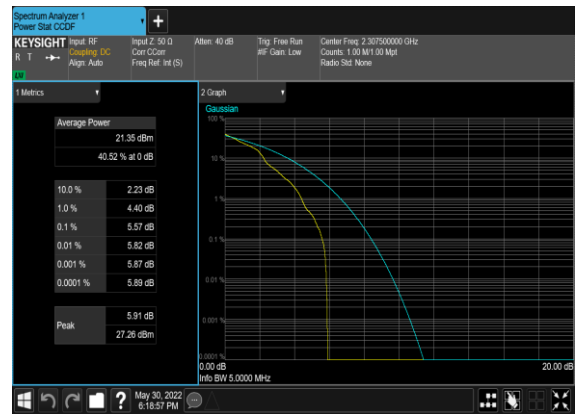 Spectrum Analyzer 1
Power Stat CCDF
KEYSIGHT
R T
Input: RF
Coupling: DC
Align: Auto
Input Z: 50 Ω
Corr CCorr
Freq Ref: Int (S)
Atten: 40 dB
Trig: Free Run
#IF Gain: Low
Center Freq: 2.307500000 GHz
Counts: 1.00 M/1.00 Mpt
Radio Std: None
1 Metrics
Average Power
21.35 dBm
40.52 % at 0 dB
10.0 % 2.23 dB
1.0 % 4.40 dB
0.1 % 5.57 dB
0.01 % 5.82 dB
0.001 % 5.87 dB
0.0001 % 5.89 dB
Peak
5.91 dB
27.26 dBm
2 Graph
Gaussian
100 %
10 %
1 %
0.1 %
0.01 %
0.001 %
0.0001 %
0.00 dB
20.00 dB
Info BW 5.0000 MHz
May 30, 2022
6:18:57 PM